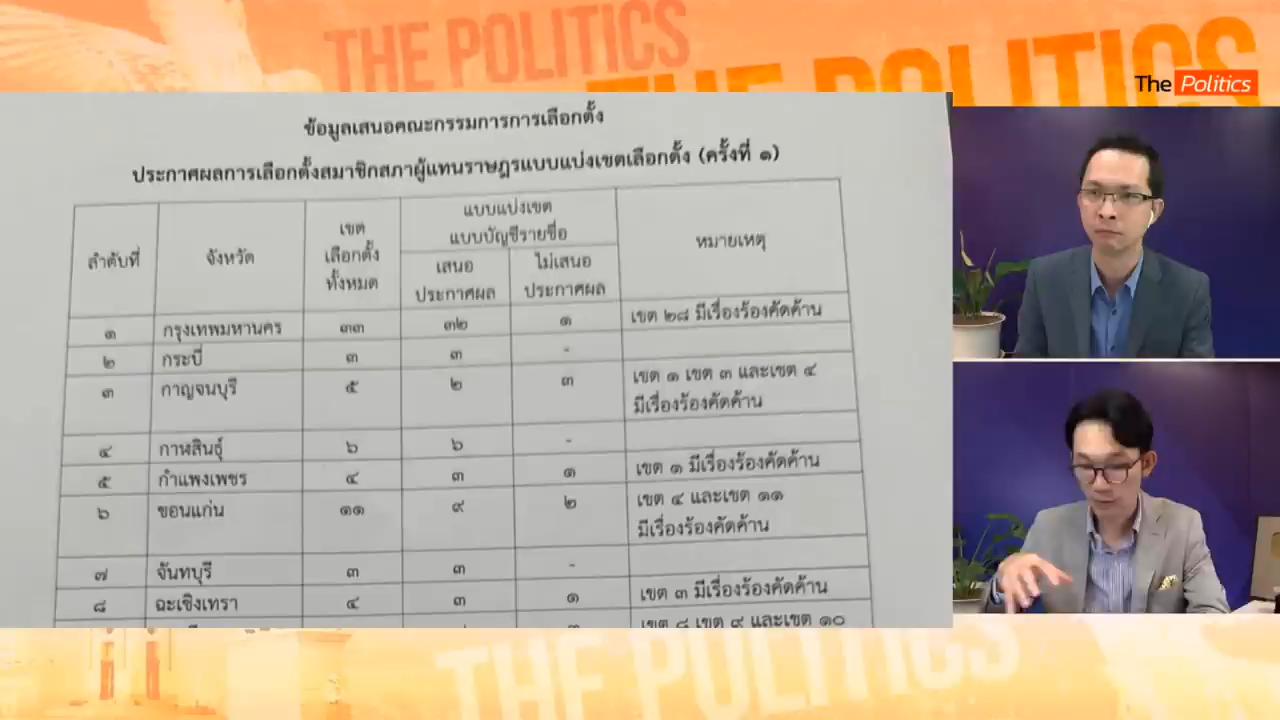 THE POLITICS
THE POLITICS
The Politics
ข้อมูลเสนอคณะกรรมการการเลือกตั้ง
ประกาศผลการเลือกตั้งสมาชิกสภาผู้แทนราษฎรแบบแบ่งเขตเลือกตั้ง (ครั้งที่ ๑)
ลำดับที่ จังหวัด เขตเลือกตั้งทั้งหมด แบบแบ่งเขต แบบบัญชีรายชื่อ หมายเหตุ
เสนอประกาศผล ไม่เสนอประกาศผล
๑ กรุงเทพมหานคร ๓๓ ๓๒ ๑ เขต ๒๘ มีเรื่องร้องคัดค้าน
๒ กระบี่ ๓ ๓ -
๓ กาญจนบุรี ๕ ๒ ๓ เขต ๑ เขต ๓ และเขต ๔
มีเรื่องร้องคัดค้าน
๔ กาฬสินธุ์ ๖ ๖ -
๕ กำแพงเพชร ๔ ๓ ๑ เขต ๑ มีเรื่องร้องคัดค้าน
๖ ขอนแก่น ๑๑ ๙ ๒ เขต ๔ และเขต ๑๑
มีเรื่องร้องคัดค้าน
๗ จันทบุรี ๓ ๓ -
๘ ฉะเชิงเทรา ๔ ๓ ๑ เขต ๓ มีเรื่องร้องคัดค้าน
เขต ๘ เขต ๙ และเขต ๑๐
THE POLITICS